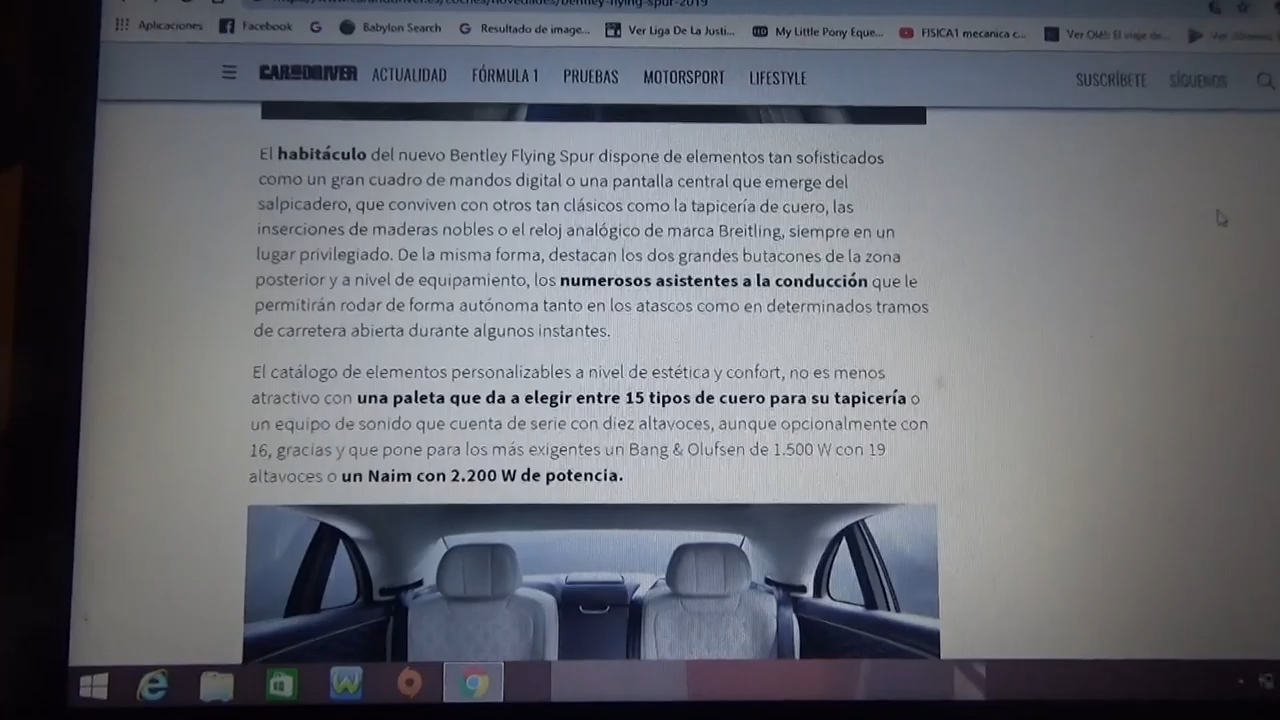 bentley-flying-spur-2019
Aplicaciones Facebook Babylon Search Resultado de image... Ver Liga De La Justi... My Little Pony Eque... FISICA1 mecanica c... Ver Olé! El viaje de...
CAR AND DRIVER ACTUALIDAD FÓRMULA 1 PRUEBAS MOTORSPORT LIFESTYLE SUSCRÍBETE SÍGUENOS
El habitáculo del nuevo Bentley Flying Spur dispone de elementos tan sofisticados
como un gran cuadro de mandos digital o una pantalla central que emerge del
salpicadero, que conviven con otros tan clásicos como la tapicería de cuero, las
inserciones de maderas nobles o el reloj analógico de marca Breitling, siempre en un
lugar privilegiado. De la misma forma, destacan los dos grandes butacones de la zona
posterior y a nivel de equipamiento, los numerosos asistentes a la conducción que le
permitirán rodar de forma autónoma tanto en los atascos como en determinados tramos
de carretera abierta durante algunos instantes.
El catálogo de elementos personalizables a nivel de estética y confort, no es menos
atractivo con una paleta que da a elegir entre 15 tipos de cuero para su tapicería o
un equipo de sonido que cuenta de serie con diez altavoces, aunque opcionalmente con
16, gracias y que pone para los más exigentes un Bang & Olufsen de 1.500 W con 19
altavoces o un Naim con 2.200 W de potencia.